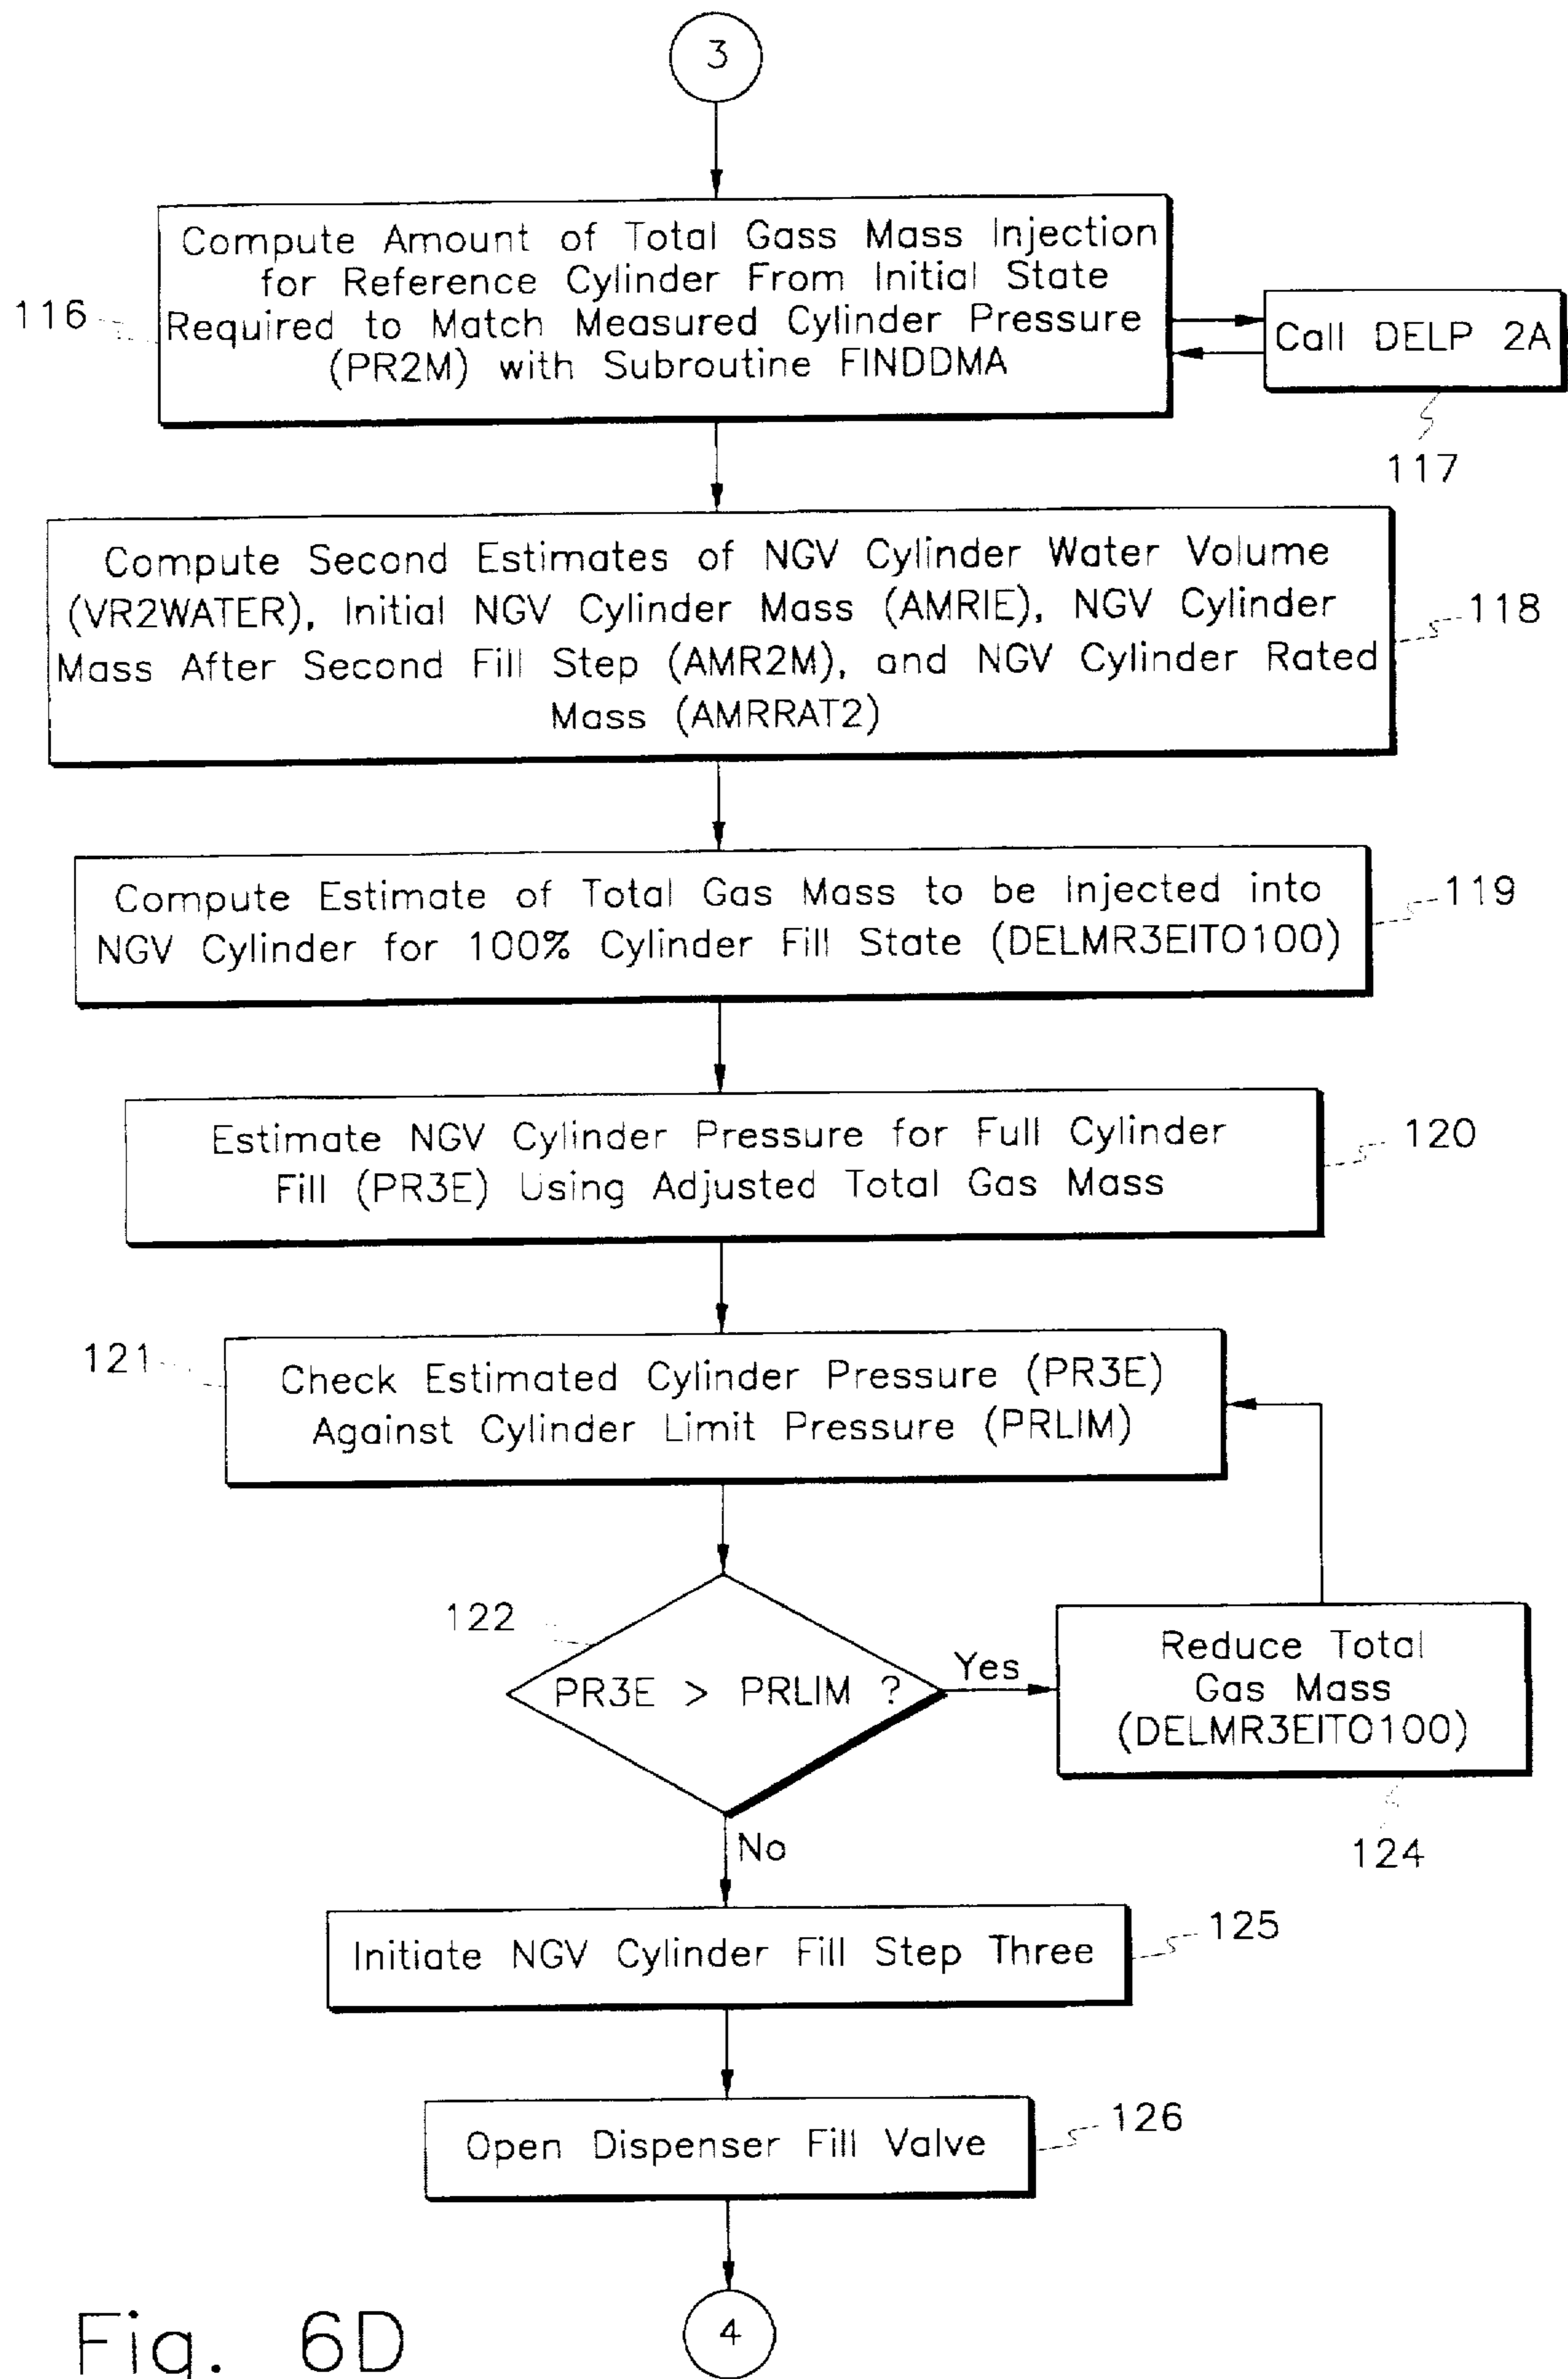 3
Compute Amount of Total Gass Mass Injection
for Reference Cylinder From Initial State
Required to Match Measured Cylinder Pressure
(PR2M) with Subroutine FINDDMA
116
Call DELP 2A
117
Compute Second Estimates of NGV Cylinder Water Volume
(VR2WATER), Initial NGV Cylinder Mass (AMRIE), NGV Cylinder
Mass After Second Fill Step (AMR2M), and NGV Cylinder Rated
Mass (AMRRAT2)
118
Compute Estimate of Total Gas Mass to be Injected into
NGV Cylinder for 100% Cylinder Fill State (DELMR3EITO100)
119
Estimate NGV Cylinder Pressure for Full Cylinder
Fill (PR3E) Using Adjusted Total Gas Mass
120
121
Check Estimated Cylinder Pressure (PR3E)
Against Cylinder Limit Pressure (PRLIM)
122
PR3E > PRLIM ?
Yes
Reduce Total
Gas Mass
(DELMR3EITO100)
124
No
Initiate NGV Cylinder Fill Step Three
125
Open Dispenser Fill Valve
126
4
Fig. 6D